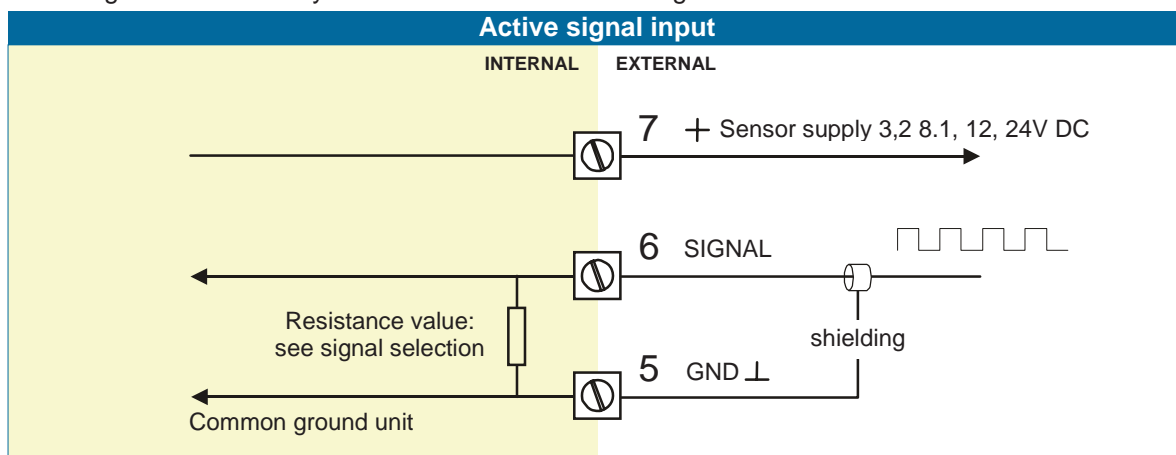 Active signal input
INTERNAL EXTERNAL
7 + Sensor supply 3,2 8.1, 12, 24V DC
6 SIGNAL
Resistance value:
see signal selection
shielding
5 GND ⊥
Common ground unit